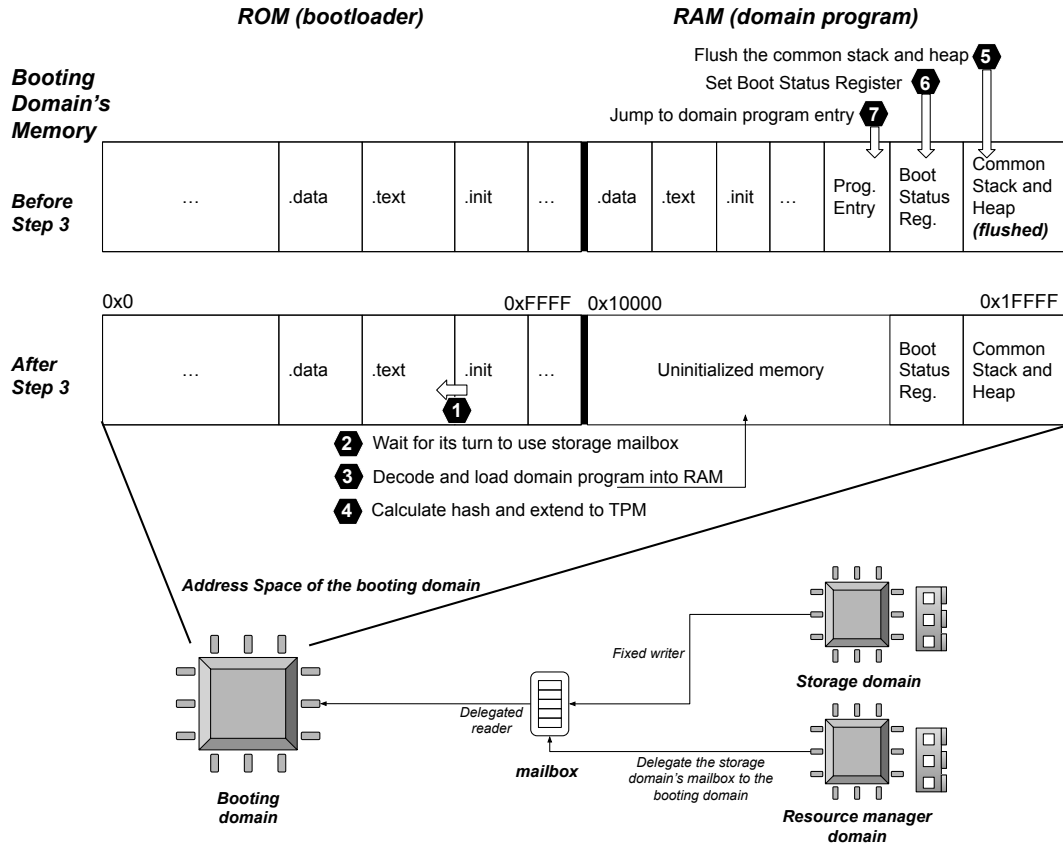 ROM (bootloader)
RAM (domain program)
Flush the common stack and heap 5
Set Boot Status Register 6
Jump to domain program entry 7
Booting
Domain's
Memory
Before
Step 3
…
.data
.text
.init
…
.data
.text
.init
…
Prog.
Entry
Boot
Status
Reg.
Common
Stack and
Heap
(flushed)
0x0
0xFFFF
0x10000
0x1FFFF
After
Step 3
…
.data
.text
.init
…
Uninitialized memory
Boot
Status
Reg.
Common
Stack and
Heap
1
2 Wait for its turn to use storage mailbox
3 Decode and load domain program into RAM
4 Calculate hash and extend to TPM
Address Space of the booting domain
Fixed writer
Storage domain
Delegated
reader
mailbox
Delegate the storage
domain's mailbox to the
booting domain
Booting
domain
Resource manager
domain